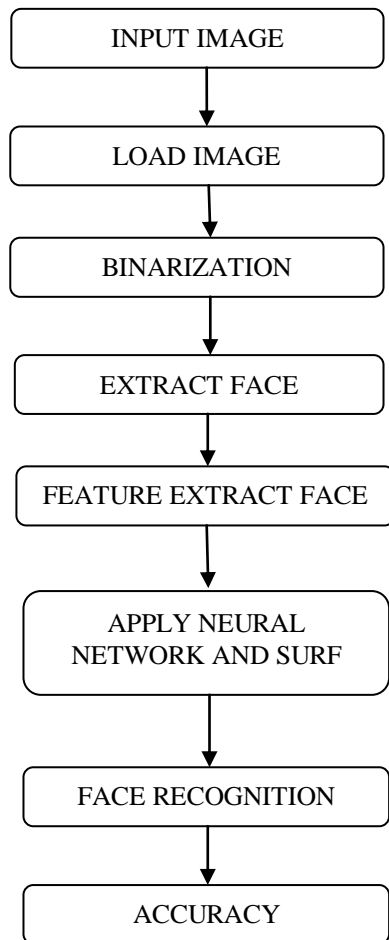 INPUT IMAGE
LOAD IMAGE
BINARIZATION
EXTRACT FACE
FEATURE EXTRACT FACE
APPLY NEURAL
NETWORK AND SURF
FACE RECOGNITION
ACCURACY